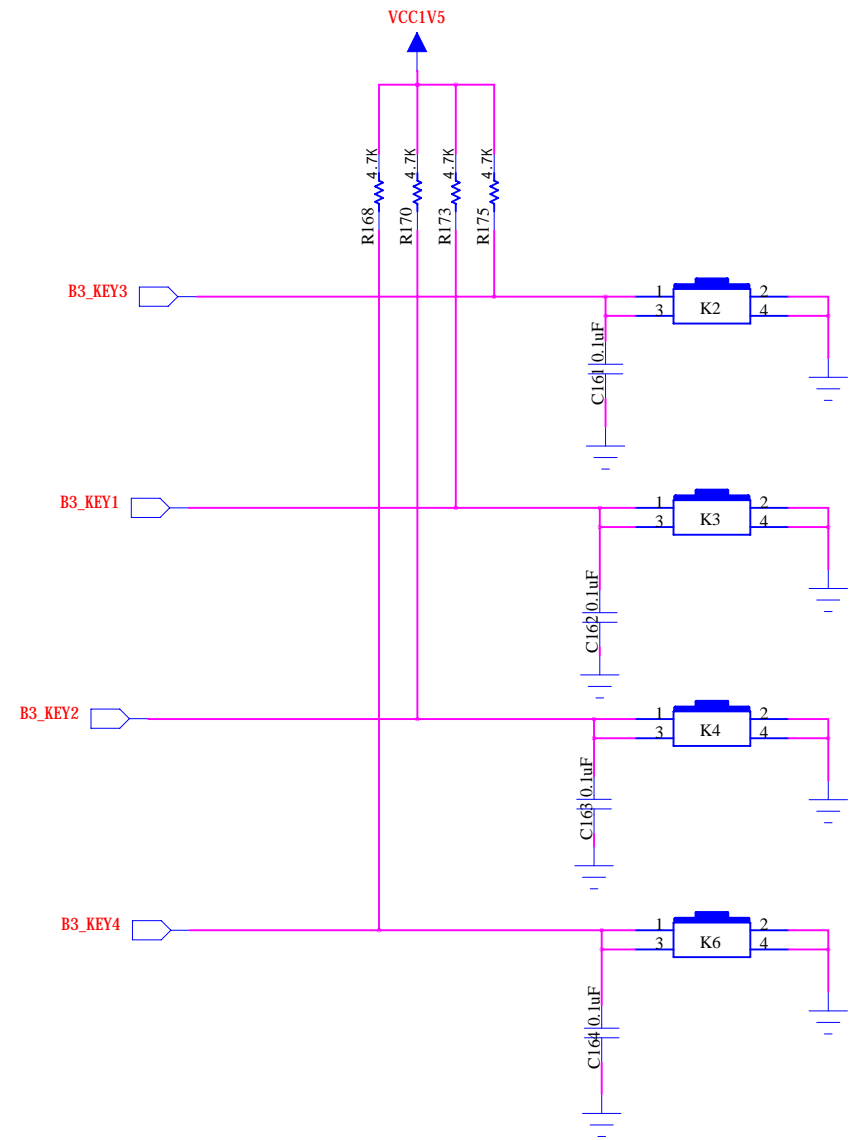 VCC1V5
4.7K
4.7K
4.7K
4.7K
R168
R170
R173
R175
B3_KEY3
1
2
3
4
K2
C161 0.1uF
B3_KEY1
1
2
3
4
K3
C162 0.1uF
B3_KEY2
1
2
3
4
K4
C163 0.1uF
B3_KEY4
1
2
3
4
K6
C164 0.1uF